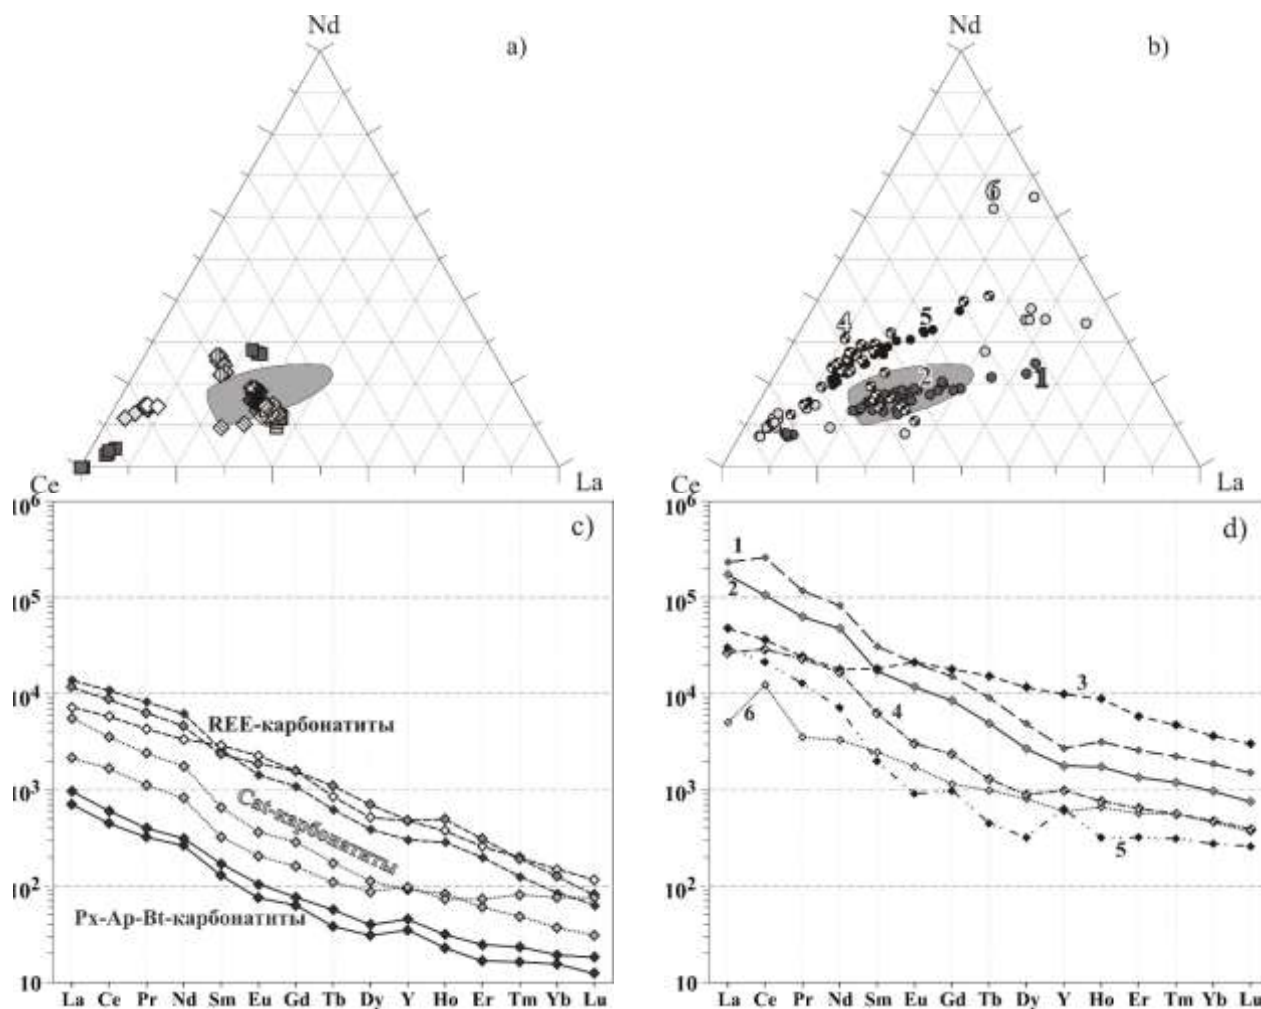 Nd
a)
Ce
La
Nd
b)
6
4
5
2
1
Ce
La
c)
10⁶
10⁵
10⁴
10³
10²
10
REE-карбонатиты
Cat-карбонатиты
Px-Ap-Bt-карбонатиты
La Ce Pr Nd Sm Eu Gd Tb Dy Y Ho Er Tm Yb Lu
d)
10⁶
10⁵
10⁴
10³
10²
10
1
2
3
4
6
5
La Ce Pr Nd Sm Eu Gd Tb Dy Y Ho Er Tm Yb Lu